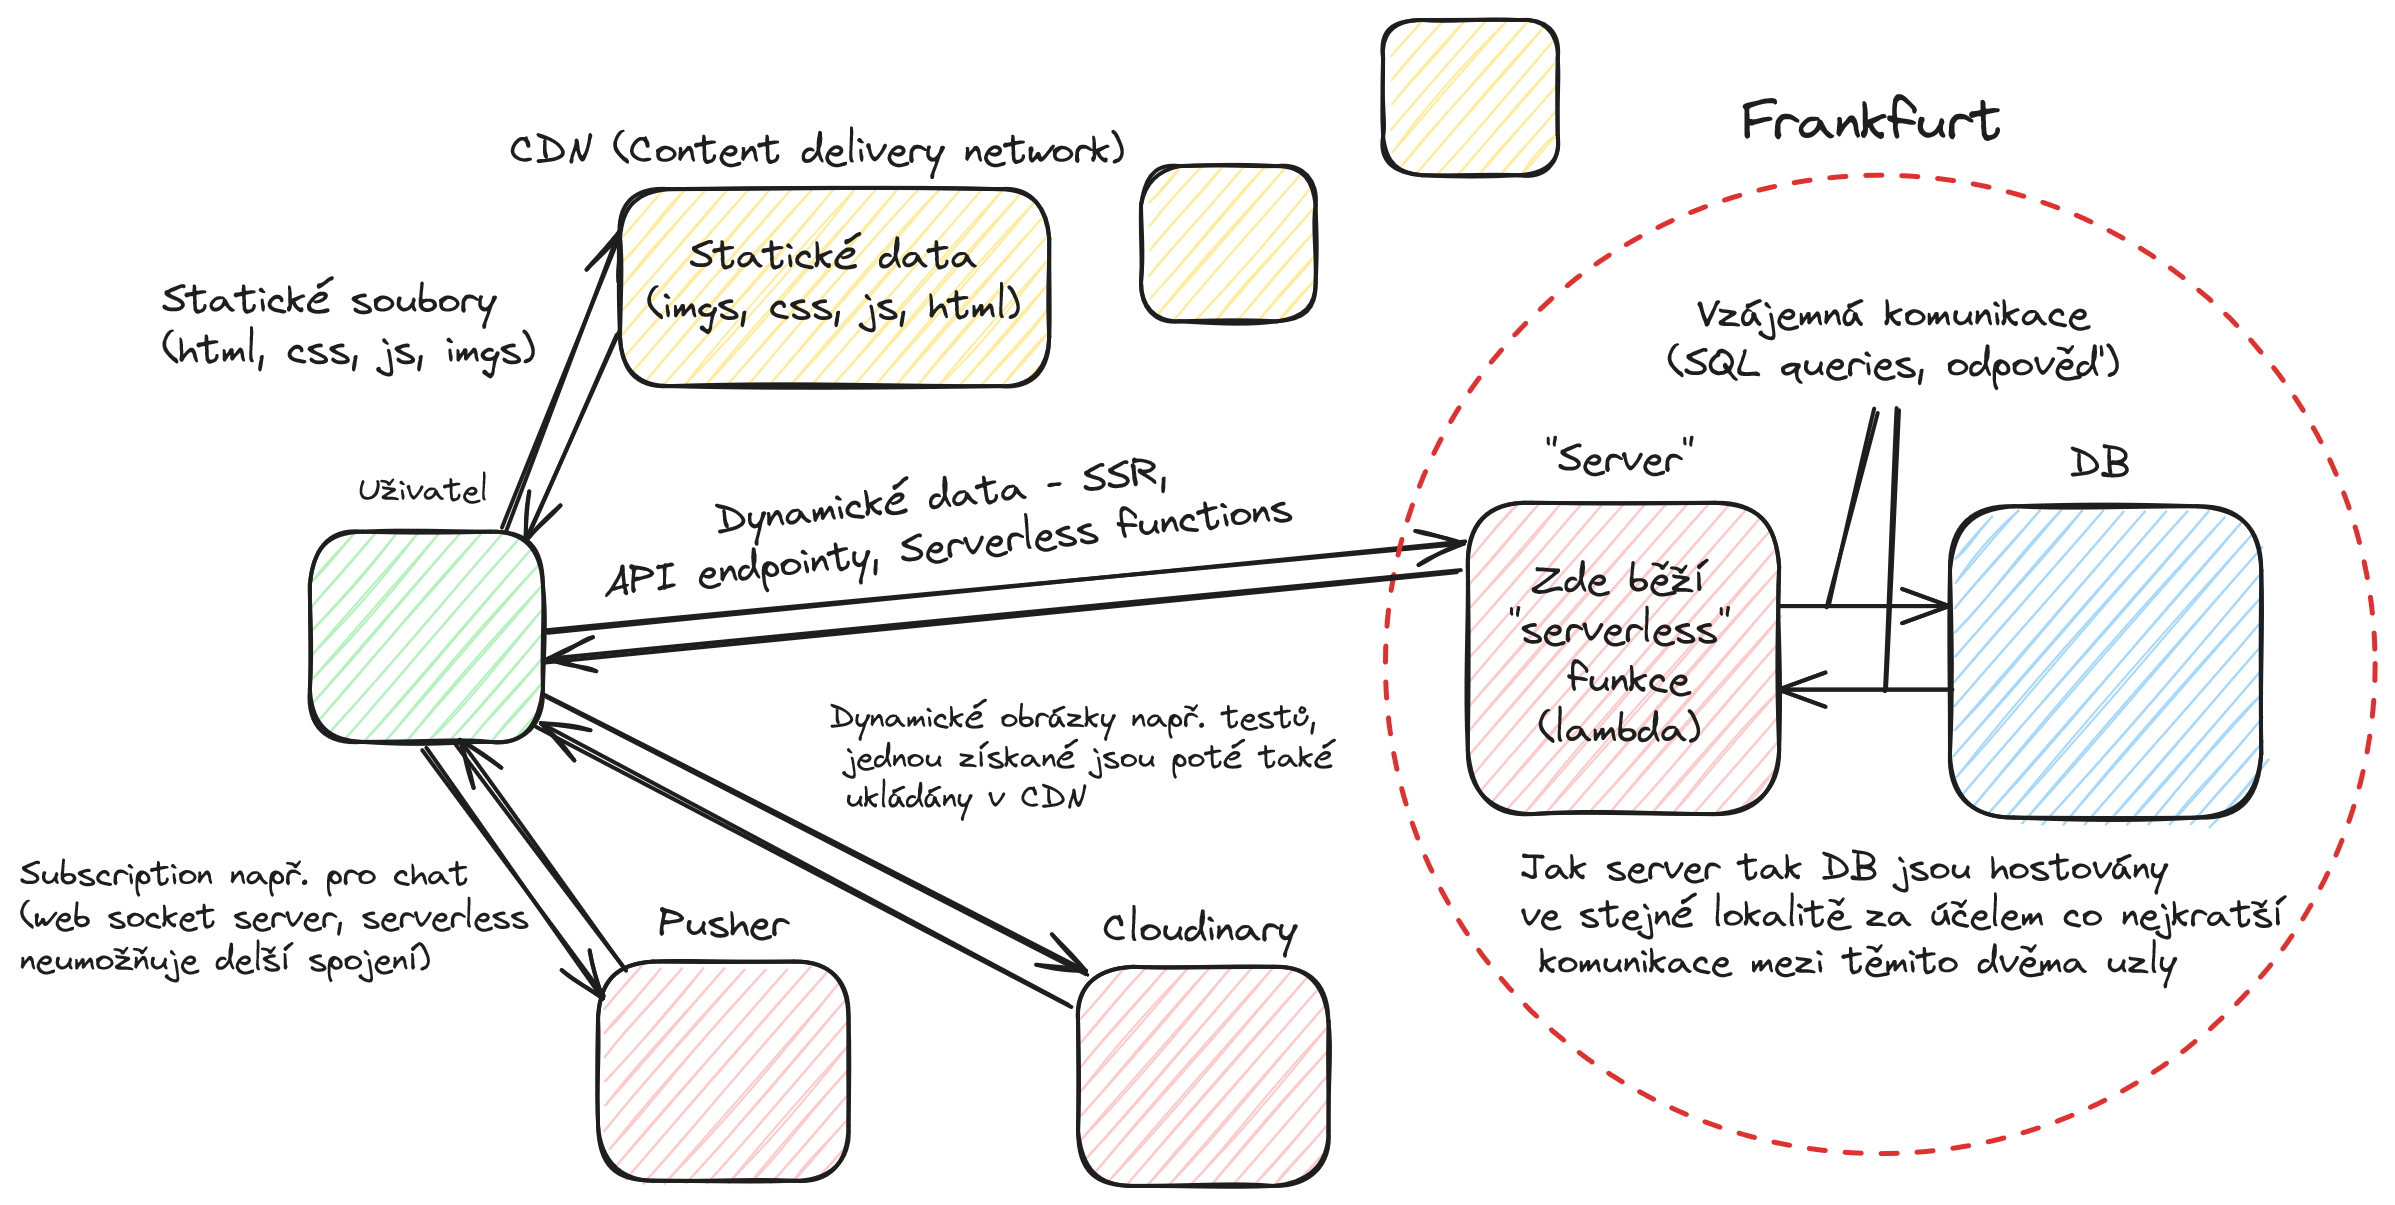 Frankfurt
CDN (Content delivery network)
Statické data
(imgs, css, js, html)
Statické soubory
(html, css, js, imgs)
Vzájemná komunikace
(SQL queries, odpověď)
"Server"
DB
Uživatel
Dynamické data - SSR,
API endpointy, Serverless functions
Zde běží
"serverless"
funkce
(lambda)
Dynamické obrázky např. testů,
jednou získané jsou poté také
ukládány v CDN
Jak server tak DB jsou hostovány
ve stejné lokalitě za účelem co nejkratší
komunikace mezi těmito dvěma uzly
Subscription např. pro chat
(web socket server, serverless
neumožňuje delší spojení)
Pusher
Cloudinary